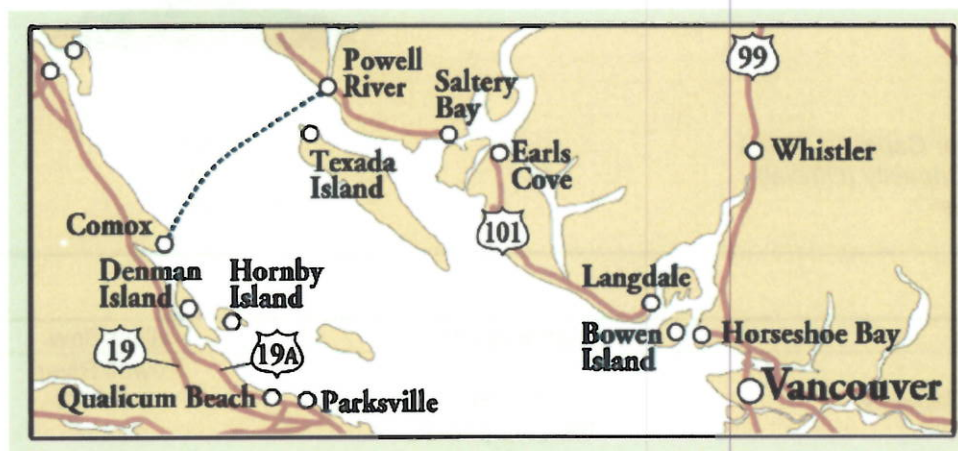 Powell
River
Saltery
Bay
99
Texada
Island
Earls
Cove
Whistler
101
Comox
Denman
Island
Hornby
Island
Langdale
Bowen
Island
Horseshoe Bay
19
19A
Qualicum Beach
Parksville
Vancouver